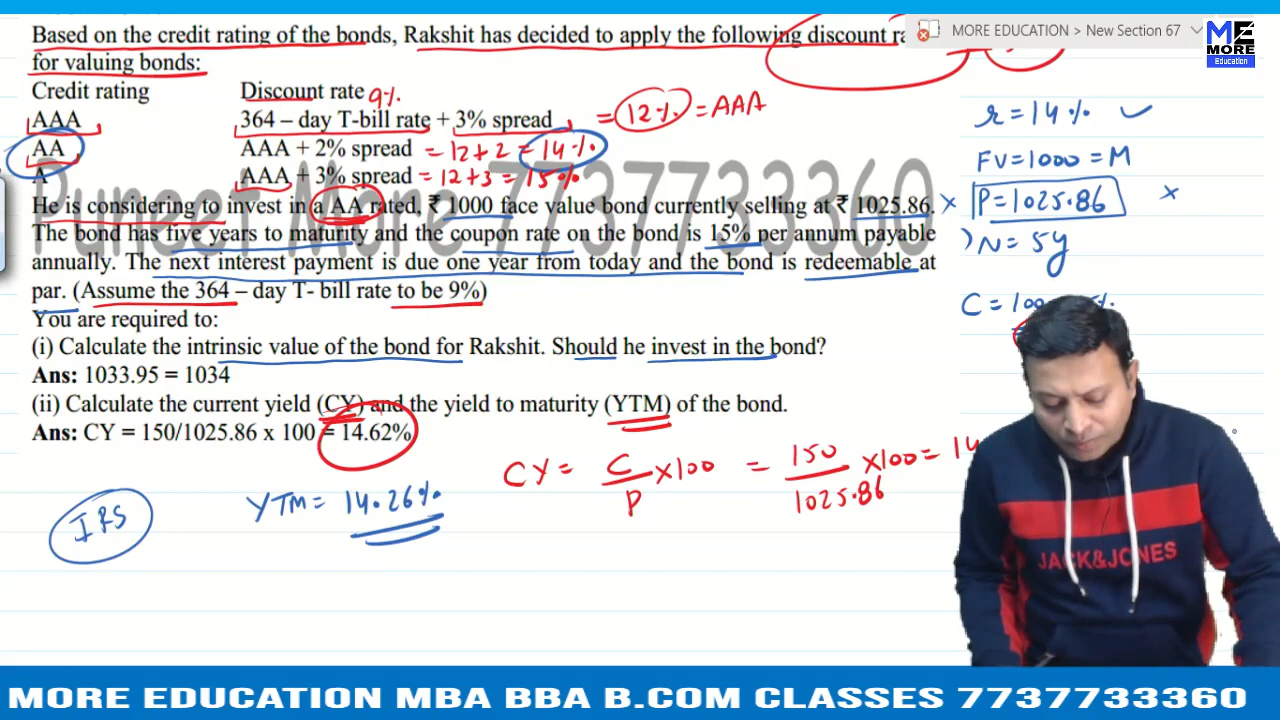 Based on the credit rating of the bonds, Rakshit has decided to apply the following discount
MORE EDUCATION > New Section 67
ME
MORE
Education
for valuing bonds:
Credit rating Discount rate 9%
AAA 364 – day T-bill rate + 3% spread = 12% = AAA
AA AAA + 2% spread = 12 + 2 = 14%
A AAA + 3% spread = 12 + 3 = 15%
r = 14% ✓
FV = 1000 = M
P = 1025.86 ×
N = 5y
Puneet More 7737733360
He is considering to invest in a AA rated, ₹ 1000 face value bond currently selling at ₹ 1025.86.
The bond has five years to maturity and the coupon rate on the bond is 15% per annum payable
annually. The next interest payment is due one year from today and the bond is redeemable at
par. (Assume the 364 – day T- bill rate to be 9%)
C = 100
You are required to:
(i) Calculate the intrinsic value of the bond for Rakshit. Should he invest in the bond?
Ans: 1033.95 = 1034
(ii) Calculate the current yield (CY) and the yield to maturity (YTM) of the bond.
Ans: CY = 150/1025.86 x 100 = 14.62%
CY = C/P × 100 = 150/1025.86 × 100 = 14
YTM = 14.26%
JACK&JONES
MORE EDUCATION MBA BBA B.COM CLASSES 7737733360